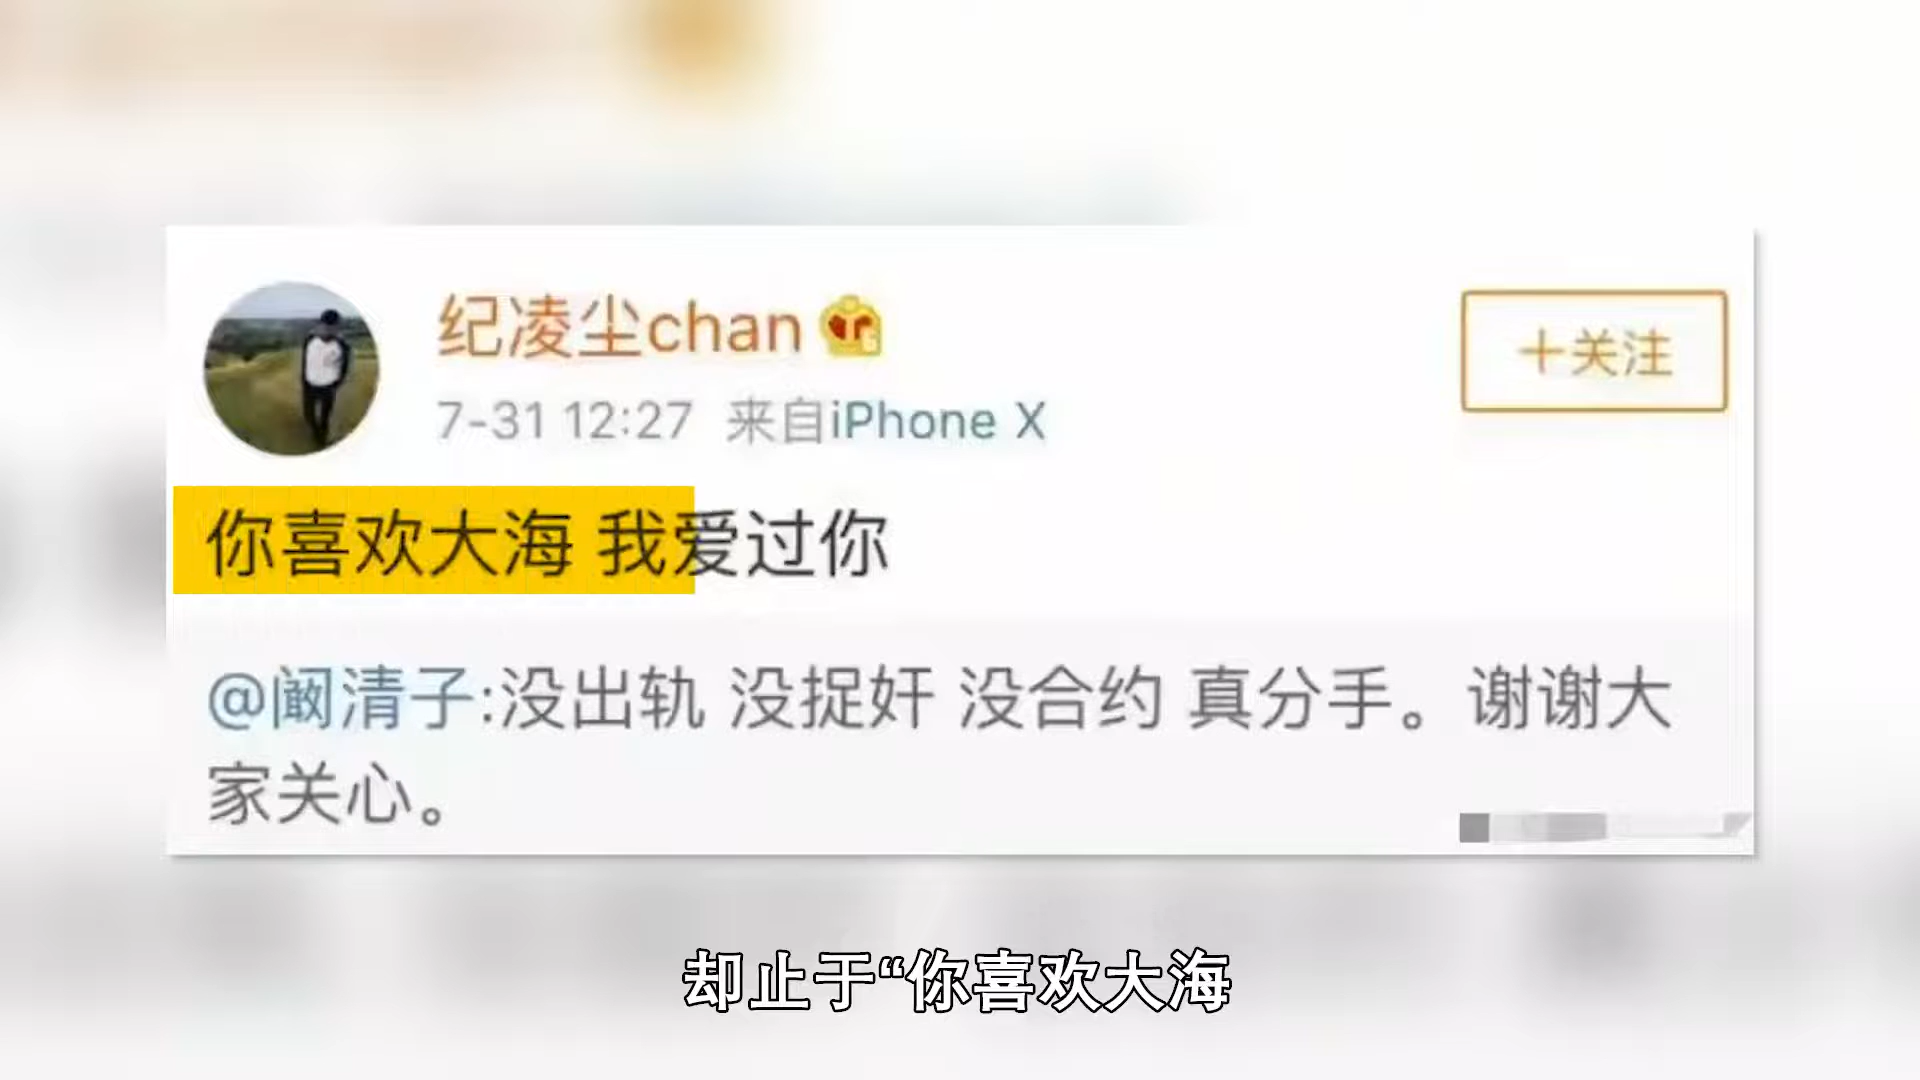 纪凌尘chan
7-31 12:27 来自iPhone X
+关注
你喜欢大海 我爱过你
@阚清子:没出轨 没捉奸 没合约 真分手。谢谢大
家关心。
却止于“你喜欢大海